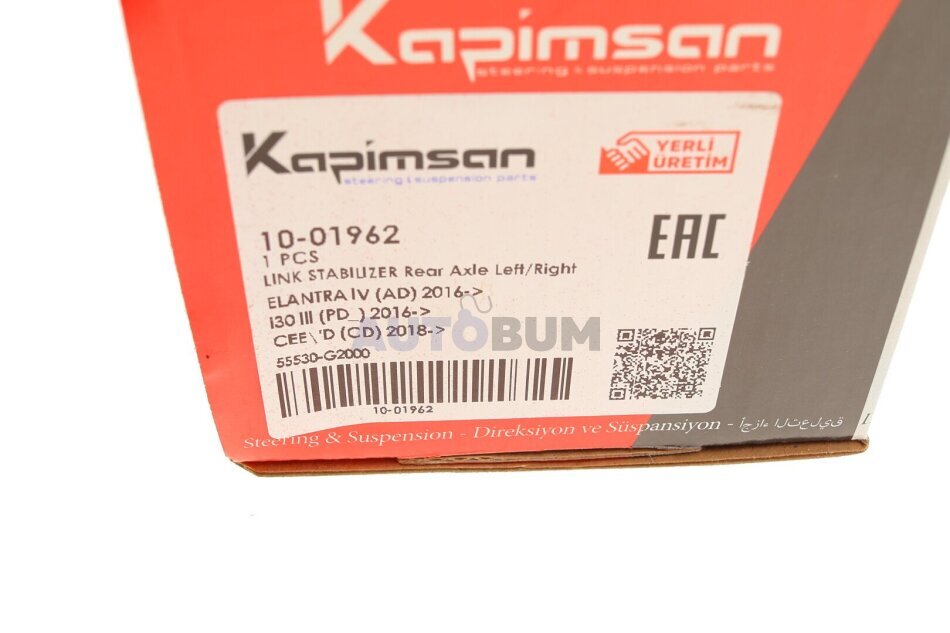 Kapimsan
steering & suspension parts
Kapimsan
steering & suspension parts
YERLİ
ÜRETİM
10-01962
1 PCS
LINK STABILIZER Rear Axle Left/Right
EAC
ELANTRA IV (AD) 2016->
I30 III (PD_) 2016->
CEE\'D (CD) 2018->
AUTOBUM
55530-G2000
10-01962
Steering & Suspension - Direksiyon ve Süspansiyon - أجزاء التعليق